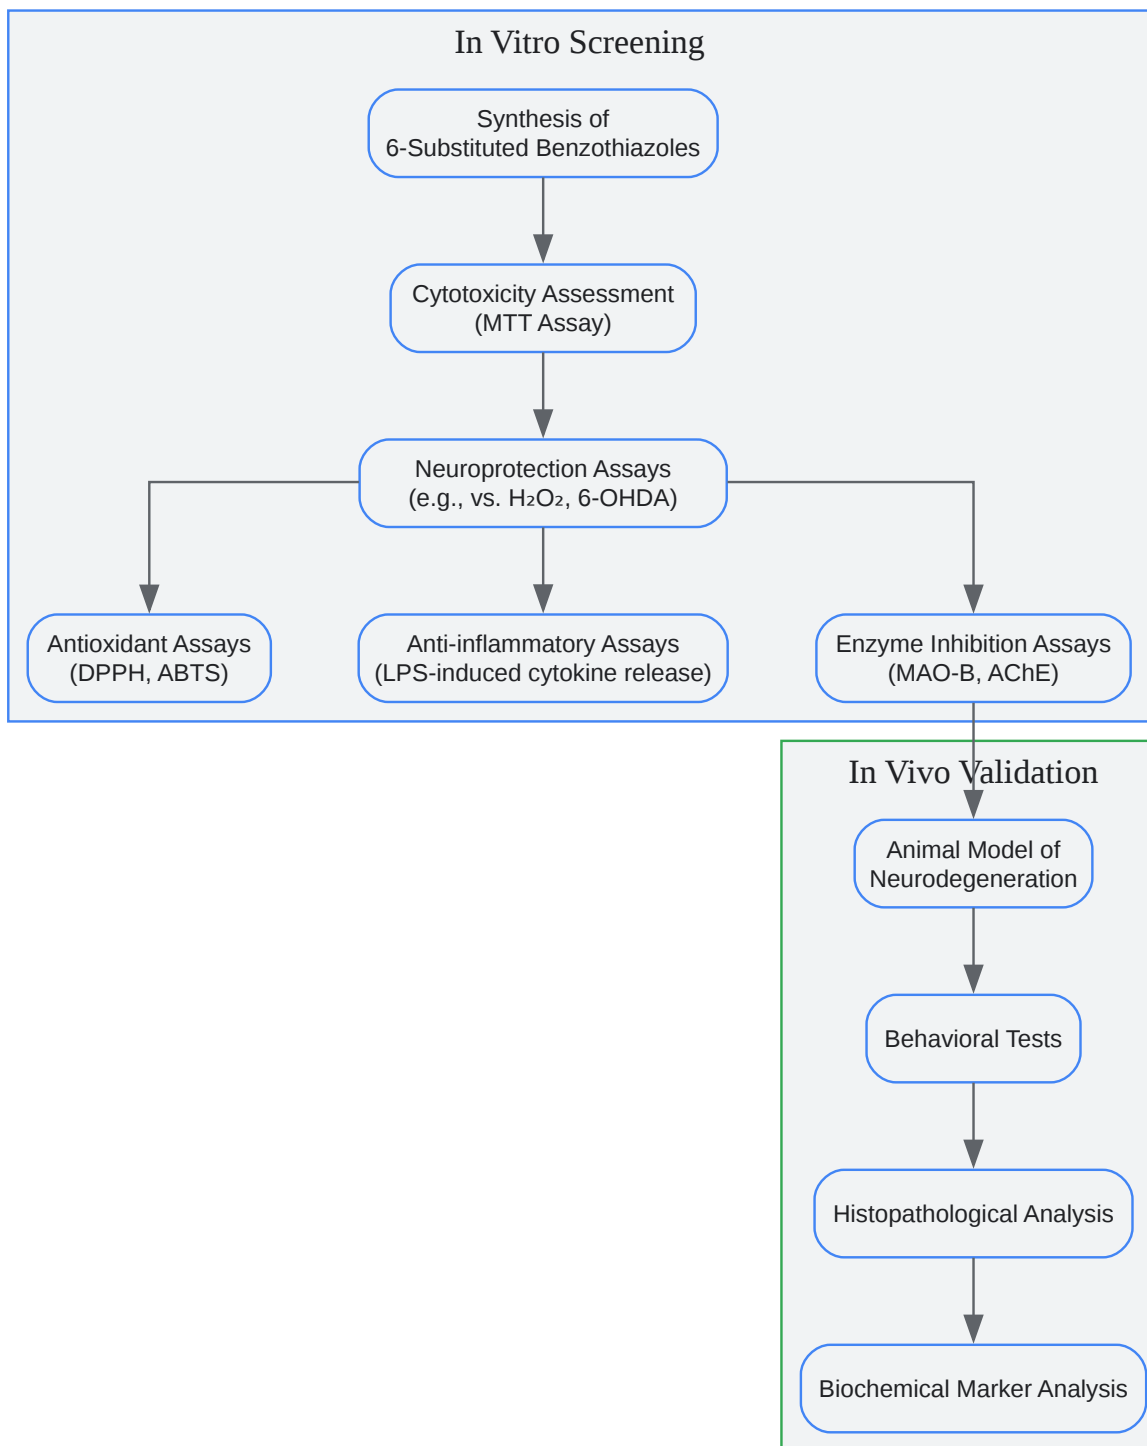 In Vitro Screening
Synthesis of
6-Substituted Benzothiazoles
Cytotoxicity Assessment
(MTT Assay)
Neuroprotection Assays
(e.g., vs. H₂O₂, 6-OHDA)
Antioxidant Assays
(DPPH, ABTS)
Anti-inflammatory Assays
(LPS-induced cytokine release)
Enzyme Inhibition Assays
(MAO-B, AChE)
In Vivo Validation
Animal Model of
Neurodegeneration
Behavioral Tests
Histopathological Analysis
Biochemical Marker Analysis